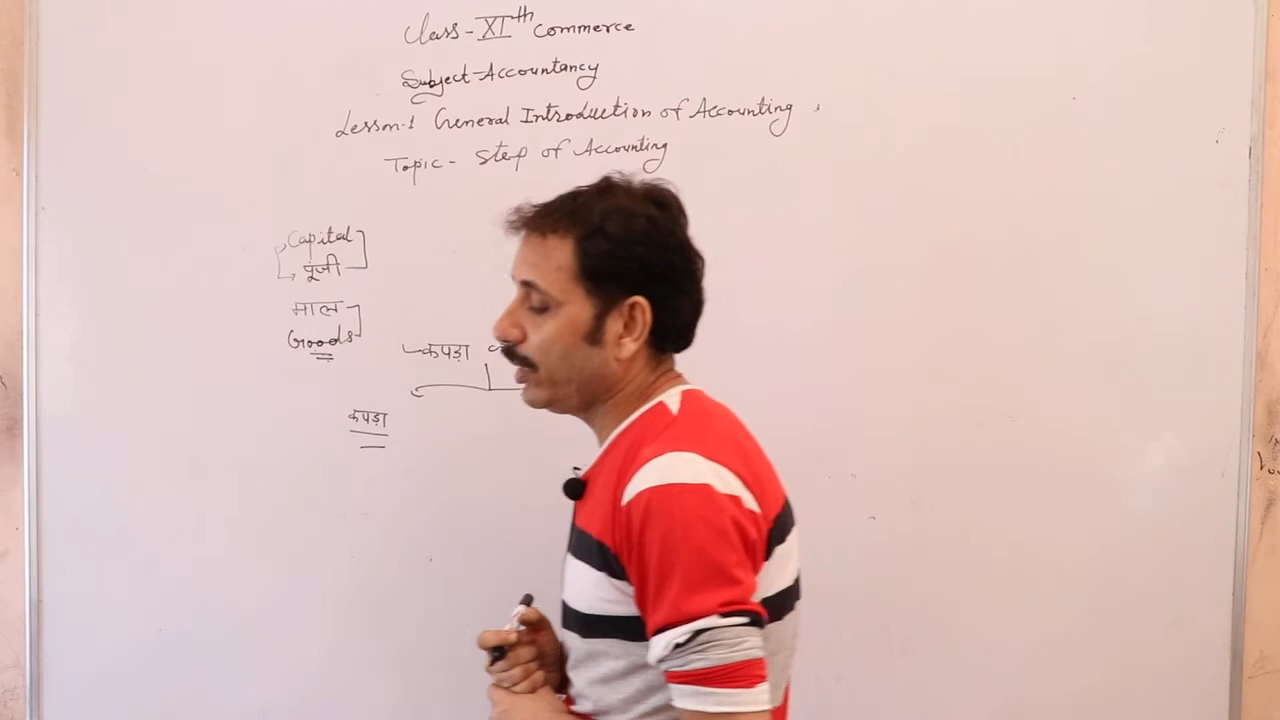 Class - XIth Commerce
Subject - Accountancy
Lesson-1 General Introduction of Accounting
Topic - Step of Accounting
Capital
पूंजी
माल
Goods
कपड़ा
कपड़ा